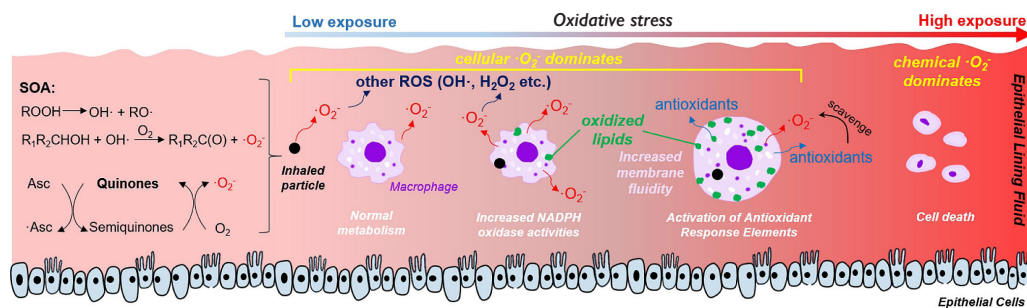 Low exposure
Oxidative stress
High exposure
cellular ·O₂⁻ dominates
chemical ·O₂⁻
dominates
SOA:
ROOH → OH· + RO·
R₁R₂CHOH + OH· O₂→ R₁R₂C(O) + ·O₂⁻
Asc
Quinones
·O₂⁻
·Asc
Semiquinones
O₂
·O₂⁻
other ROS (OH·, H₂O₂ etc.)
Inhaled
particle
·O₂⁻
Macrophage
Normal
metabolism
·O₂⁻
·O₂⁻
·O₂⁻
Increased NADPH
oxidase activities
oxidized
lipids
Increased
membrane
fluidity
antioxidants
·O₂⁻
scavenge
antioxidants
Activation of Antioxidant
Response Elements
Cell death
Epithelial Lining Fluid
Epithelial Cells